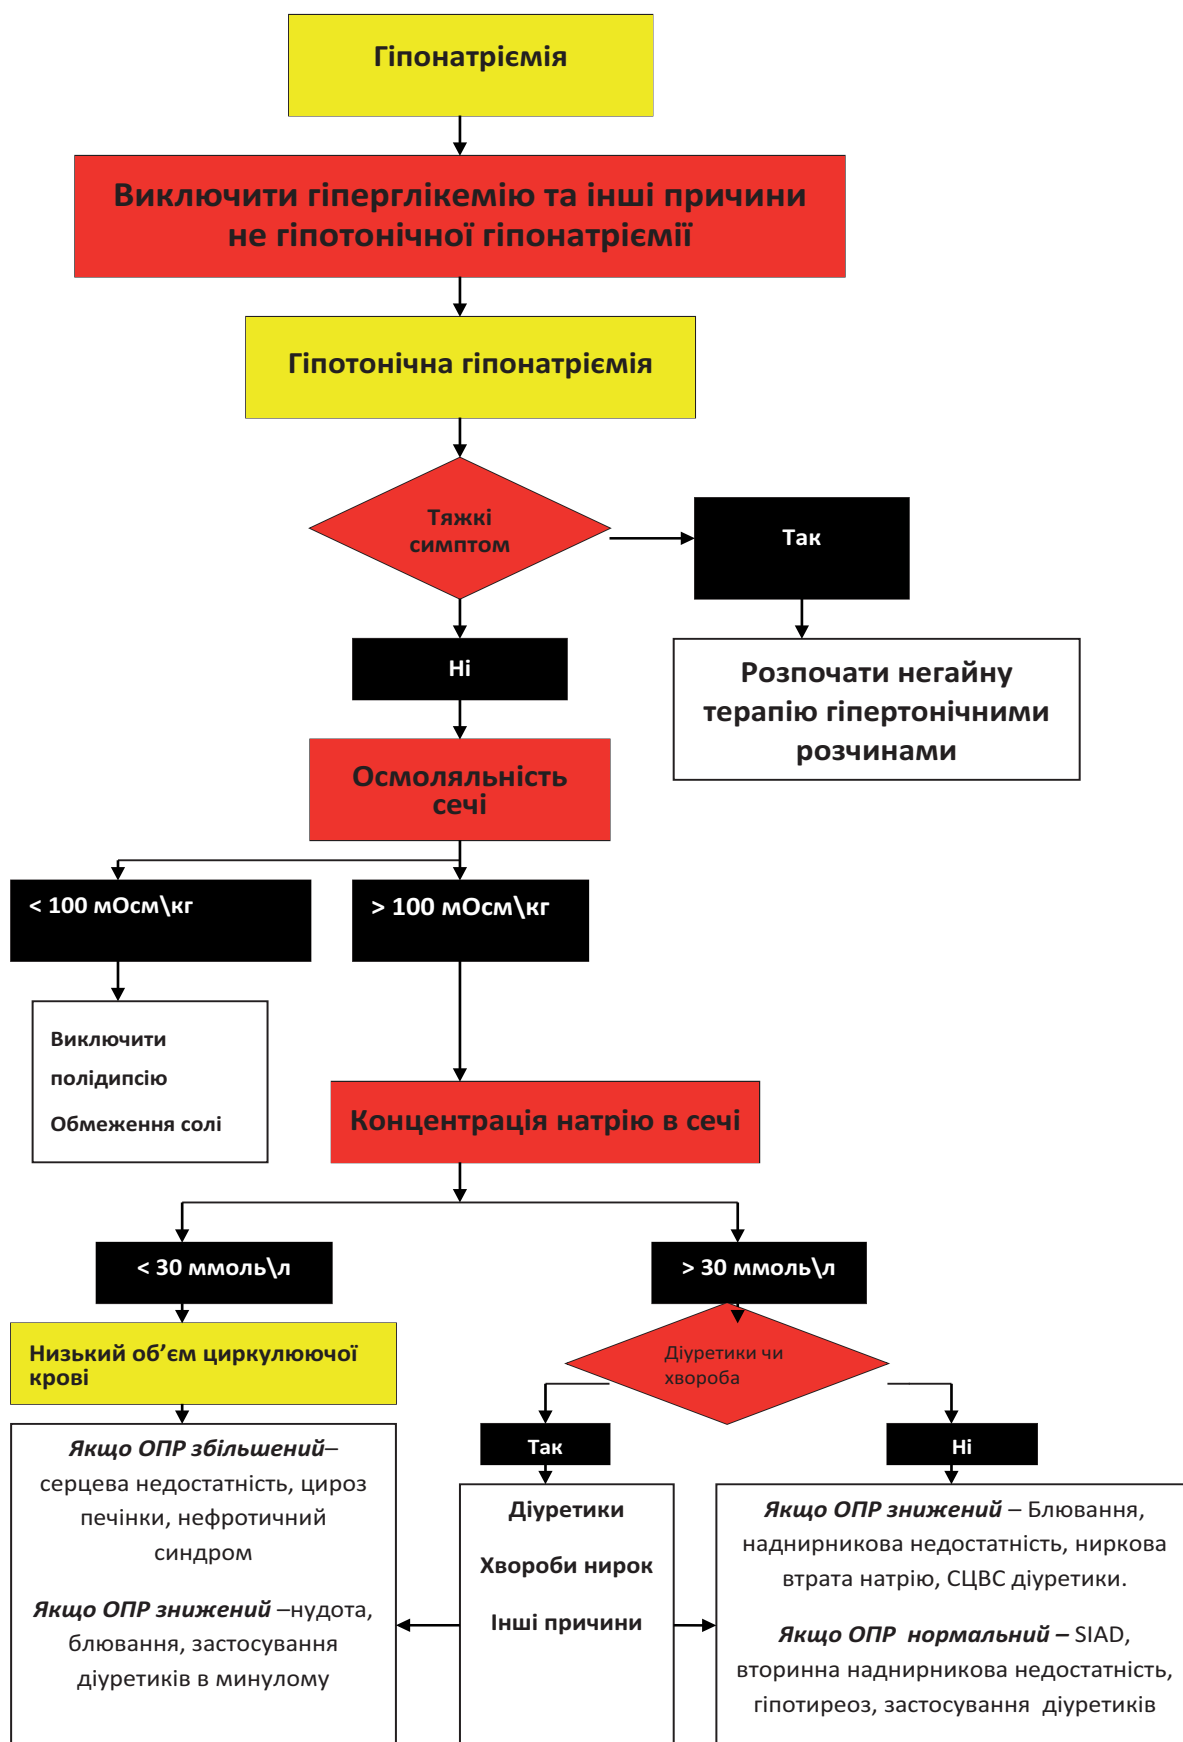 Гіпонатріємія
Виключити гіперглікемію та інші причини
не гіпотонічної гіпонатріємії
Гіпотонічна гіпонатріємія
Тяжкі
симптом
Так
Ні
Розпочати негайну
терапію гіпертонічними
розчинами
Осмоляльність
сечі
< 100 мОсм\кг
> 100 мОсм\кг
Виключити
полідипсію
Обмеження солі
Концентрація натрію в сечі
< 30 ммоль\л
> 30 ммоль\л
Низький об’єм циркулюючої
крові
Діуретики чи
хвороба
Так
Ні
Якщо ОПР збільшений–
серцева недостатність, цироз
печінки, нефротичний
синдром
Якщо ОПР знижений –нудота,
блювання, застосування
діуретиків в минулому
Діуретики
Хвороби нирок
Інші причини
Якщо ОПР знижений – Блювання,
наднирникова недостатність, ниркова
втрата натрію, СЦВС діуретики.
Якщо ОПР нормальний – SIAD,
вторинна наднирникова недостатність,
гіпотиреоз, застосування діуретиків